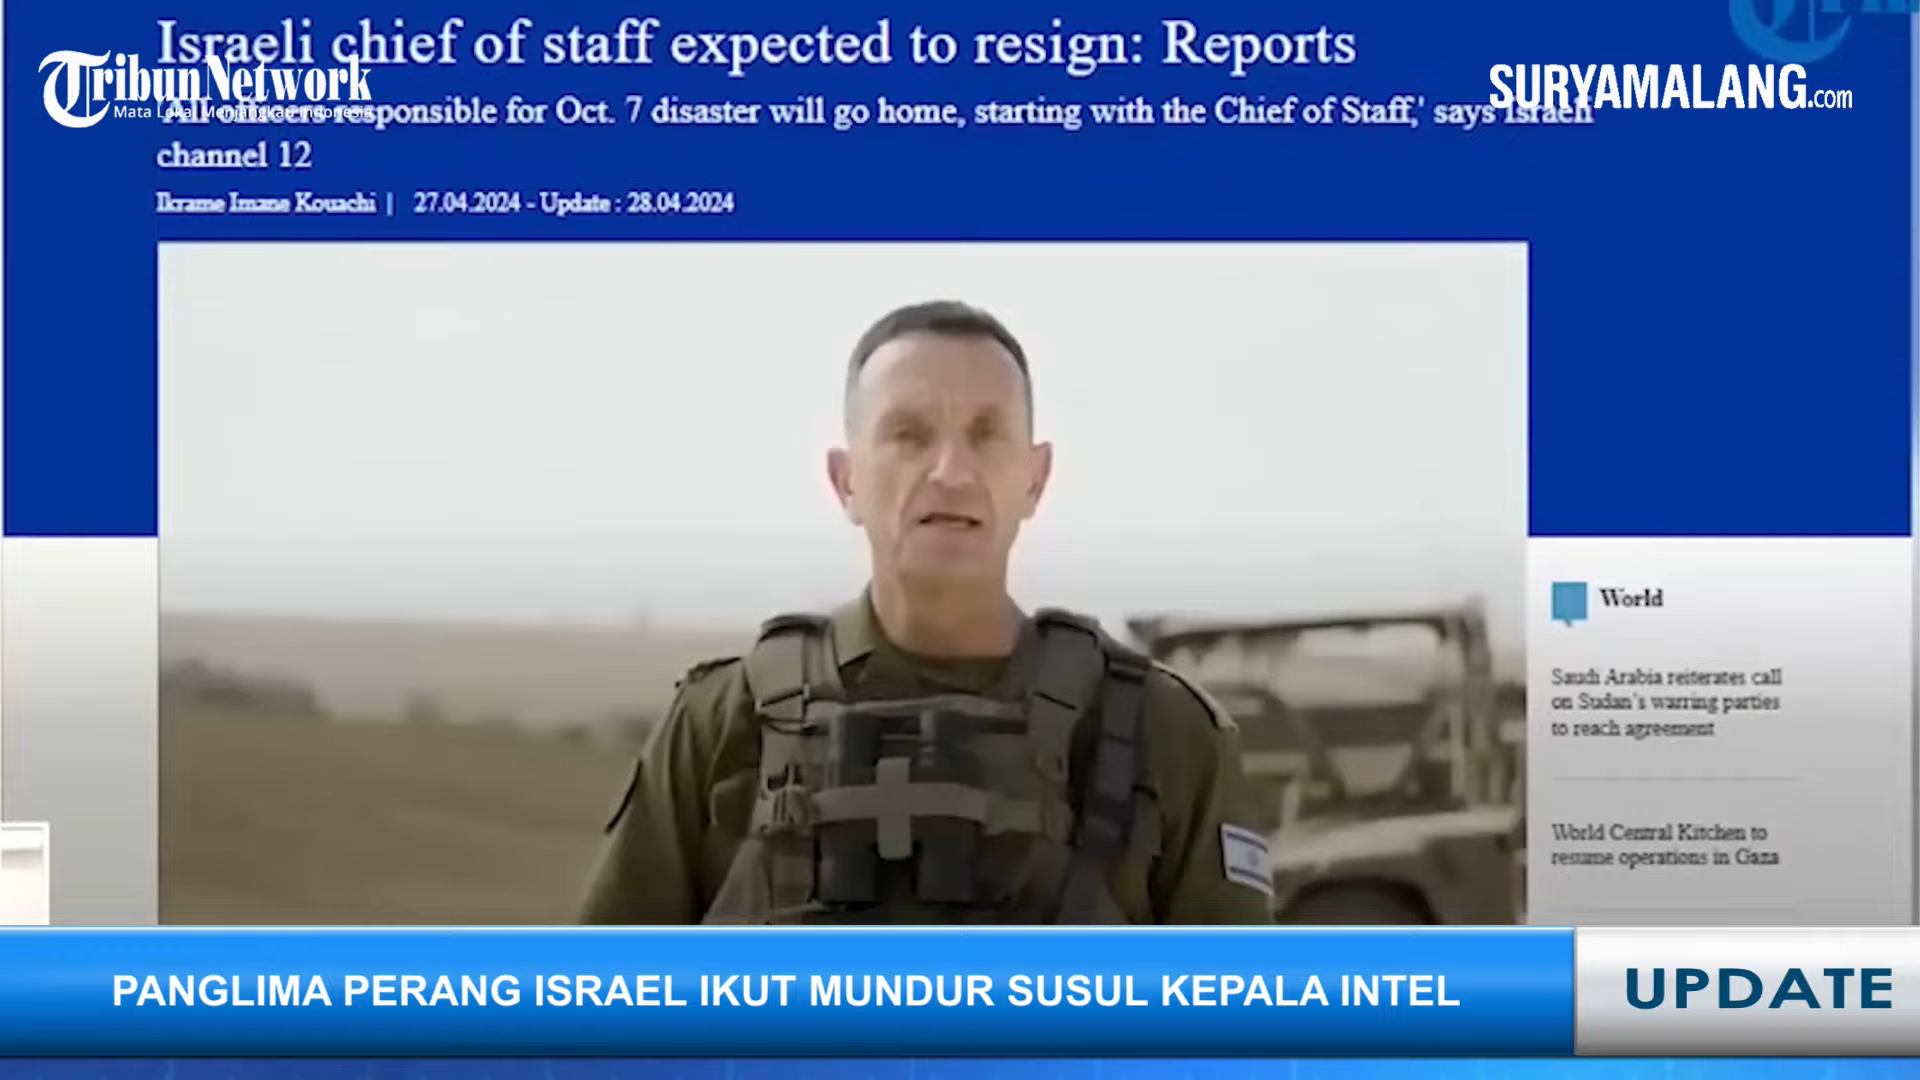 Israeli chief of staff expected to resign: Reports
TribunNetwork
Mata Lokal Menjangkau Indonesia
SURYAMALANG.com
responsible for Oct. 7 disaster will go home, starting with the Chief of Staff,' says Israeli
channel 12
Ikrame Imane Kouachi | 27.04.2024 - Update : 28.04.2024
World
Saudi Arabia reiterates call
on Sudan's warring parties
to reach agreement
World Central Kitchen to
resume operations in Gaza
PANGLIMA PERANG ISRAEL IKUT MUNDUR SUSUL KEPALA INTEL
UPDATE